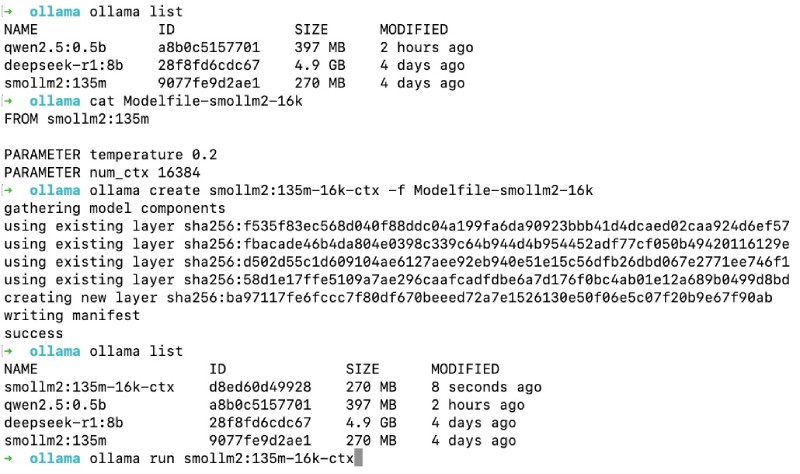 → ollama ollama list
NAME ID SIZE MODIFIED
qwen2.5:0.5b a8b0c5157701 397 MB 2 hours ago
deepseek-r1:8b 28f8fd6cdc67 4.9 GB 4 days ago
smollm2:135m 9077fe9d2ae1 270 MB 4 days ago
→ ollama cat Modelfile-smollm2-16k
FROM smollm2:135m
PARAMETER temperature 0.2
PARAMETER num_ctx 16384
→ ollama ollama create smollm2:135m-16k-ctx -f Modelfile-smollm2-16k
gathering model components
using existing layer sha256:f535f83ec568d040f88ddc04a199fa6da90923bbb41d4dcaed02caa924d6ef57
using existing layer sha256:fbacade46b4da804e0398c339c64b944d4b954452adf77cf050b49420116129e
using existing layer sha256:d502d55c1d609104ae6127aee92eb940e51e15c56dfb26dbd067e2771ee746f1
using existing layer sha256:58d1e17ffe5109a7ae296caafcadfdbe6a7d176f0bc4ab01e12a689b0499d8bd
creating new layer sha256:ba97117fe6fccc7f80df670beeed72a7e1526130e50f06e5c07f20b9e67f90ab
writing manifest
success
→ ollama ollama list
NAME ID SIZE MODIFIED
smollm2:135m-16k-ctx d8ed60d49928 270 MB 8 seconds ago
qwen2.5:0.5b a8b0c5157701 397 MB 2 hours ago
deepseek-r1:8b 28f8fd6cdc67 4.9 GB 4 days ago
smollm2:135m 9077fe9d2ae1 270 MB 4 days ago
→ ollama ollama run smollm2:135m-16k-ctx